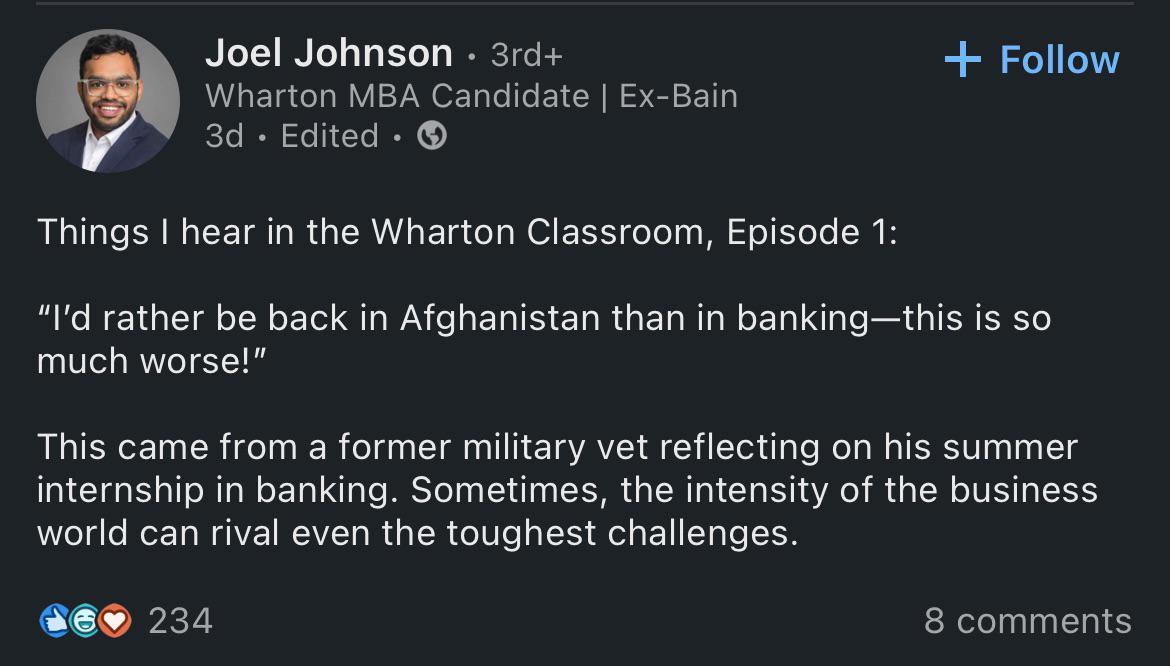 Joel Johnson • 3rd+
+ Follow
Wharton MBA Candidate | Ex-Bain
3d • Edited •
Things I hear in the Wharton Classroom, Episode 1:
“I’d rather be back in Afghanistan than in banking—this is so
much worse!”
This came from a former military vet reflecting on his summer
internship in banking. Sometimes, the intensity of the business
world can rival even the toughest challenges.
234
8 comments